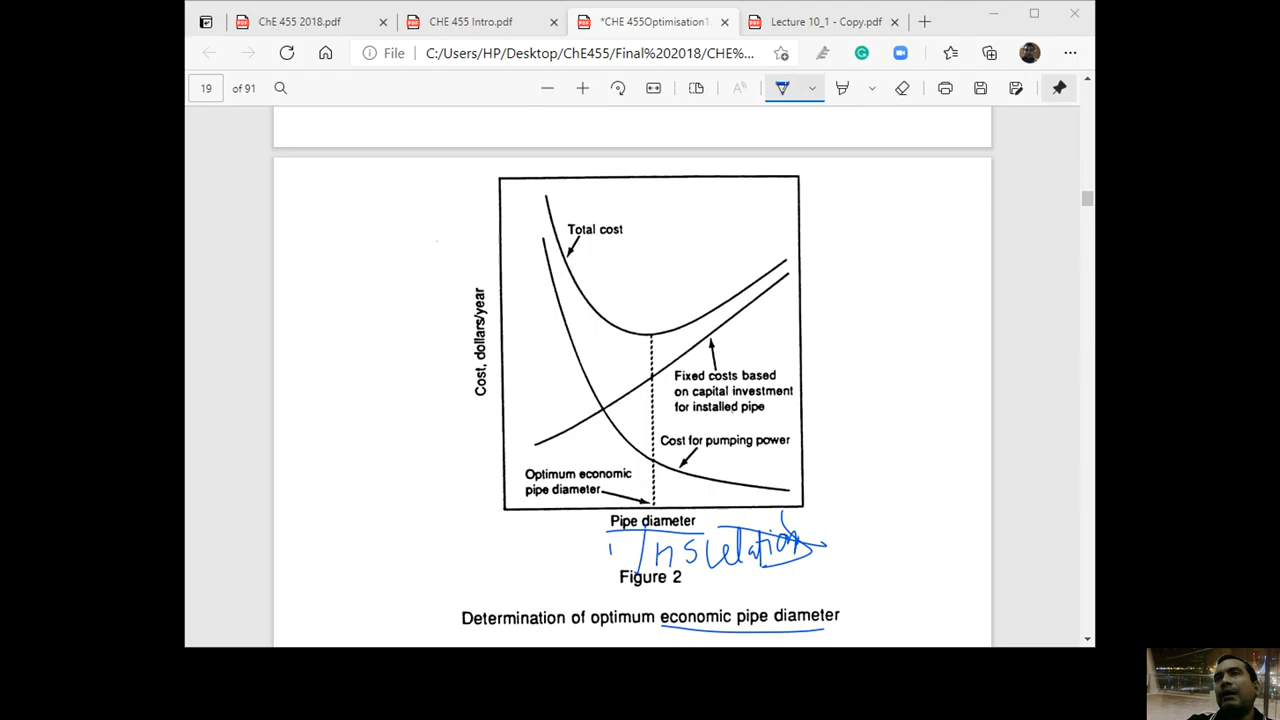 ChE 455 2018.pdf
CHE 455 Intro.pdf
*CHE 455Optimisation1.
Lecture 10_1 - Copy.pdf
File
C:/Users/HP/Desktop/ChE455/Final%202018/CHE%...
19 of 91
Total cost
Cost, dollars/year
Fixed costs based
on capital investment
for installed pipe
Cost for pumping power
Optimum economic
pipe diameter
Pipe diameter
Insulation
Figure 2
Determination of optimum economic pipe diameter